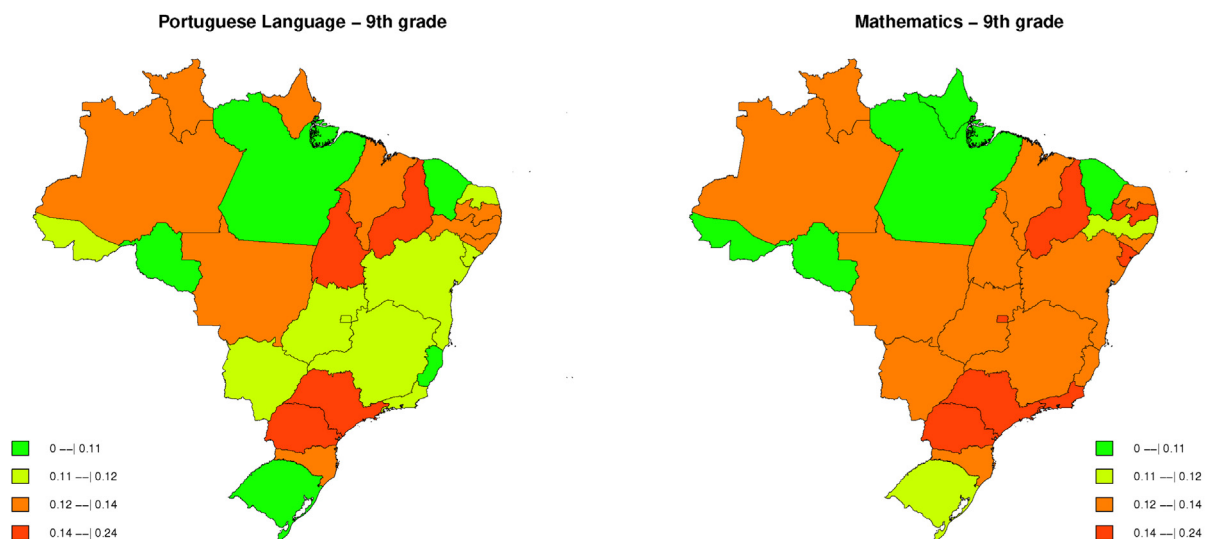 Portuguese Language – 9th grade
0 ––| 0.11
0.11 ––| 0.12
0.12 ––| 0.14
0.14 ––| 0.24
Mathematics – 9th grade
0 ––| 0.11
0.11 ––| 0.12
0.12 ––| 0.14
0.14 ––| 0.24